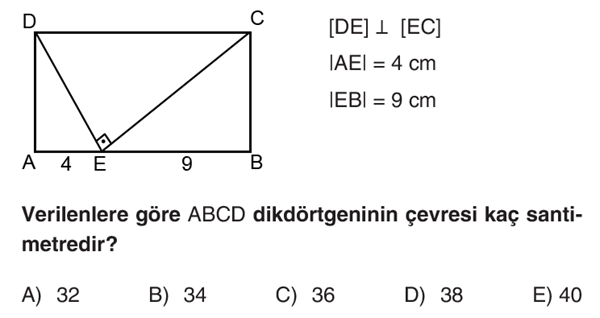 D
C
[DE] ⊥ [EC]
|AE| = 4 cm
|EB| = 9 cm
A 4 E 9 B
Verilenlere göre ABCD dikdörtgeninin çevresi kaç santi-
metredir?
A) 32 B) 34 C) 36 D) 38 E) 40